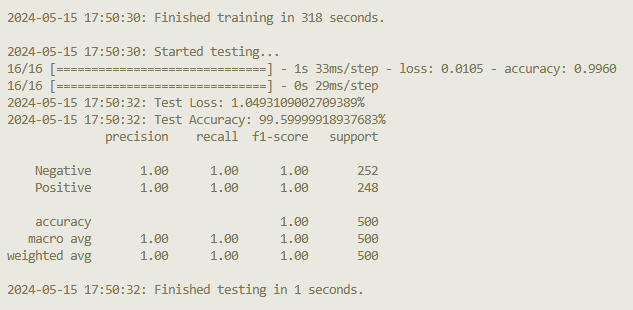 2024-05-15 17:50:30: Finished training in 318 seconds.
2024-05-15 17:50:30: Started testing...
16/16 [==============================] - 1s 33ms/step - loss: 0.0105 - accuracy: 0.9960
16/16 [==============================] - 0s 29ms/step
2024-05-15 17:50:32: Test Loss: 1.0493109002709389%
2024-05-15 17:50:32: Test Accuracy: 99.59999918937683%
precision recall f1-score support
Negative 1.00 1.00 1.00 252
Positive 1.00 1.00 1.00 248
accuracy 1.00 500
macro avg 1.00 1.00 1.00 500
weighted avg 1.00 1.00 1.00 500
2024-05-15 17:50:32: Finished testing in 1 seconds.